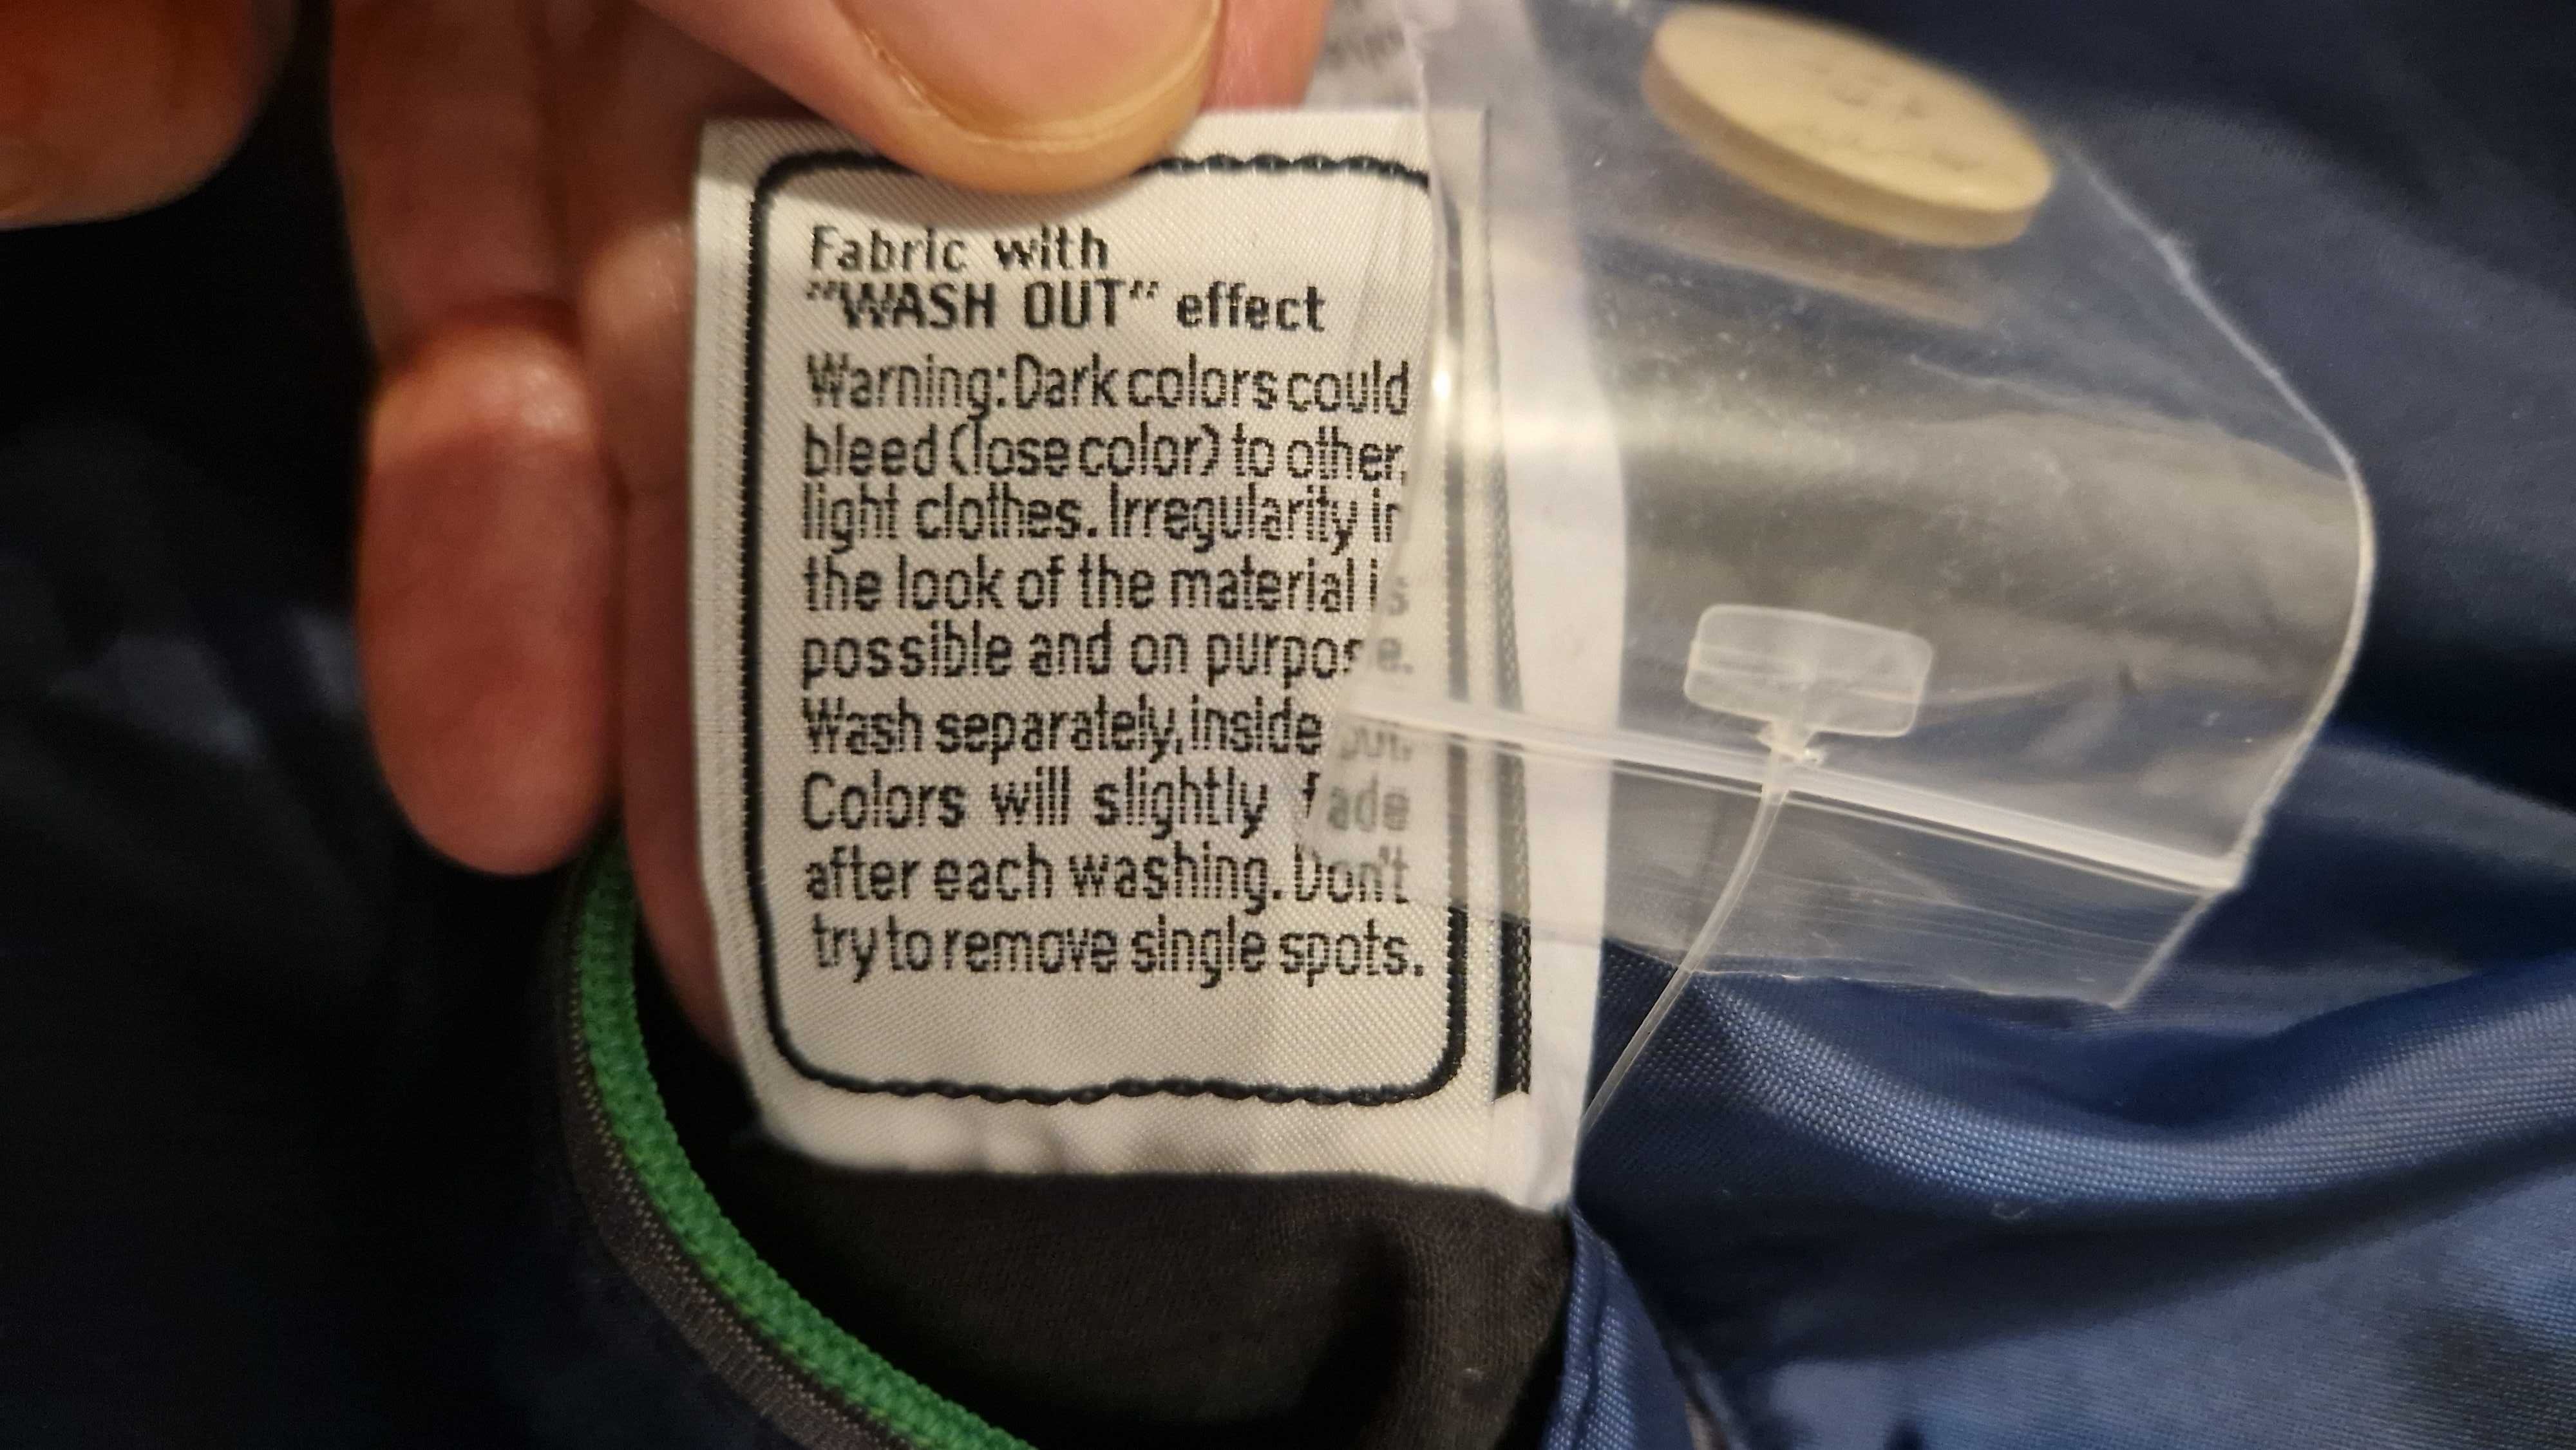 Fabric with
"WASH OUT" effect
Warning: Dark colors could
bleed (lose color) to other,
light clothes. Irregularity in
the look of the material is
possible and on purpose.
Wash separately, inside out.
Colors will slightly fade
after each washing. Don't
try to remove single spots.